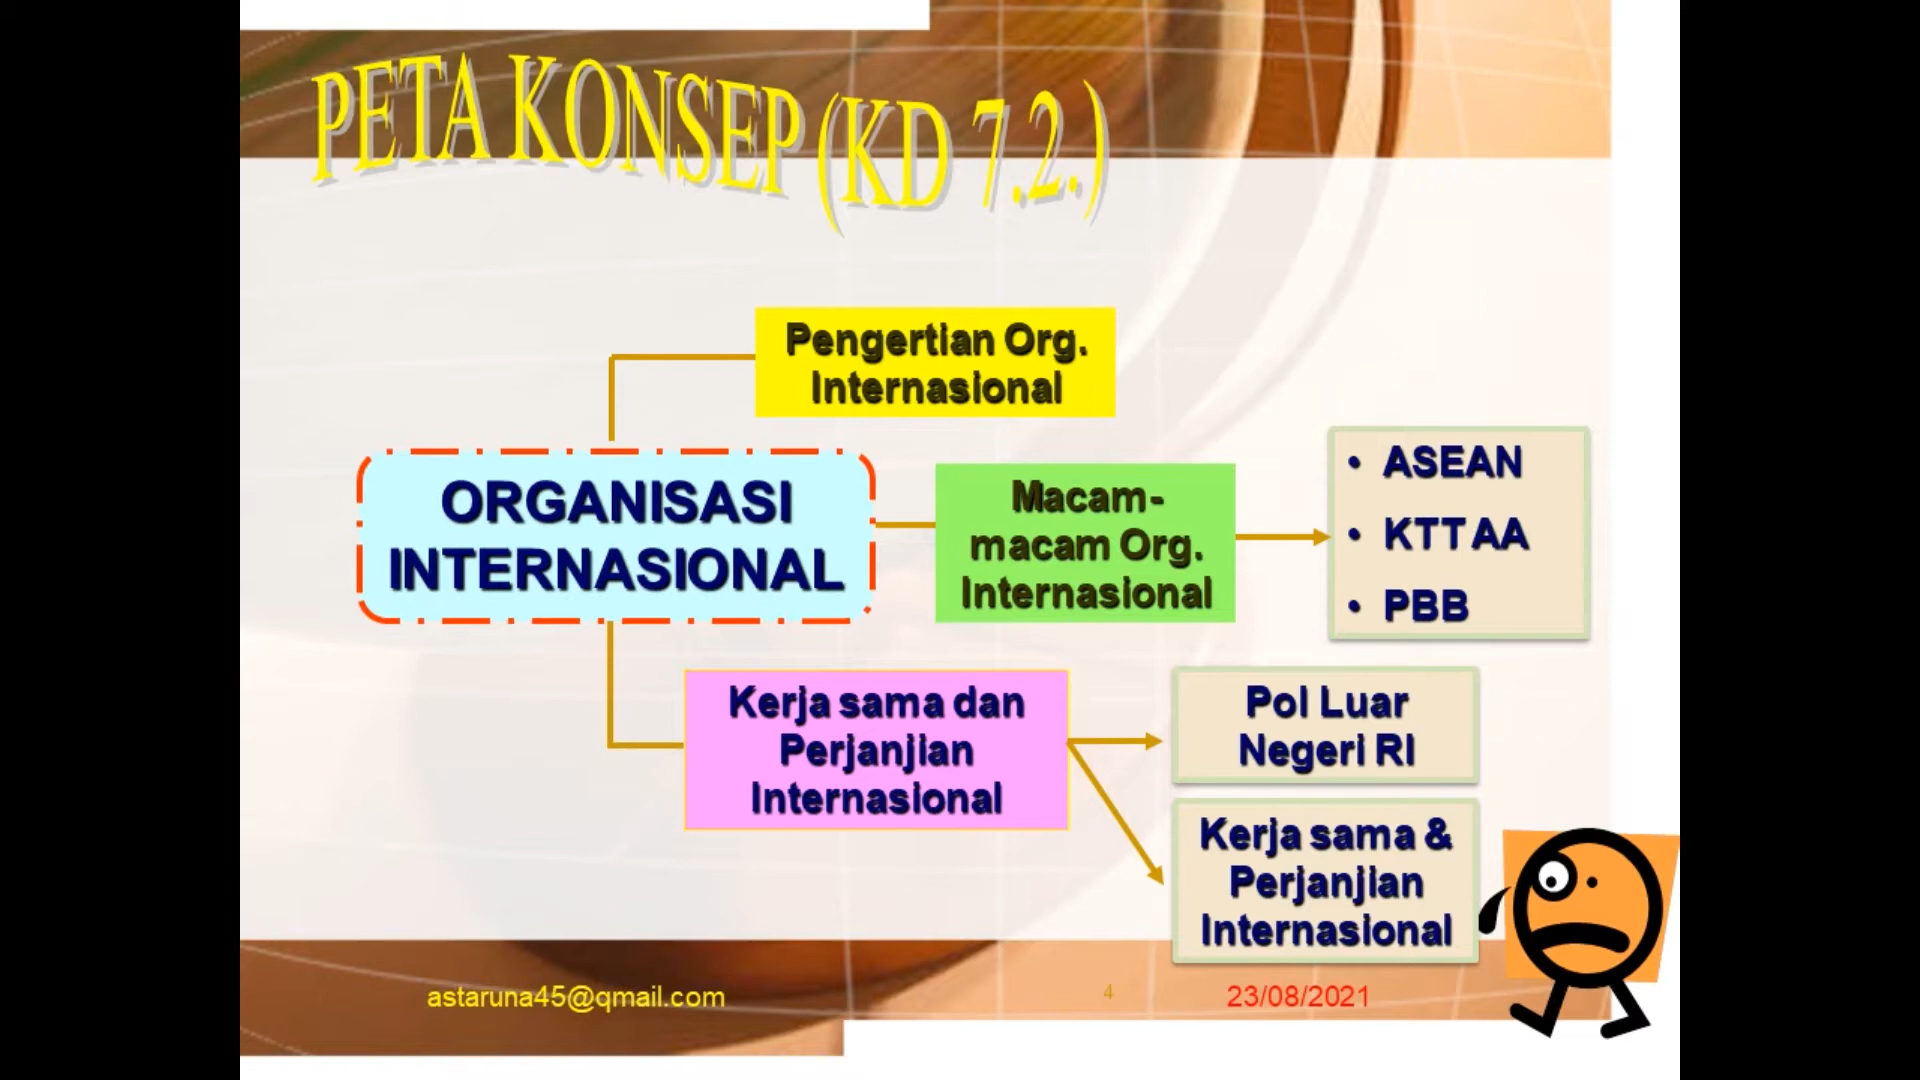 PETA KONSEP (KD 7.2.)
Pengertian Org.
Internasional
ORGANISASI
INTERNASIONAL
Macam-
macam Org.
Internasional
• ASEAN
• KTT AA
• PBB
Kerja sama dan
Perjanjian
Internasional
Pol Luar
Negeri RI
Kerja sama &
Perjanjian
Internasional
astaruna45@qmail.com
4
23/08/2021